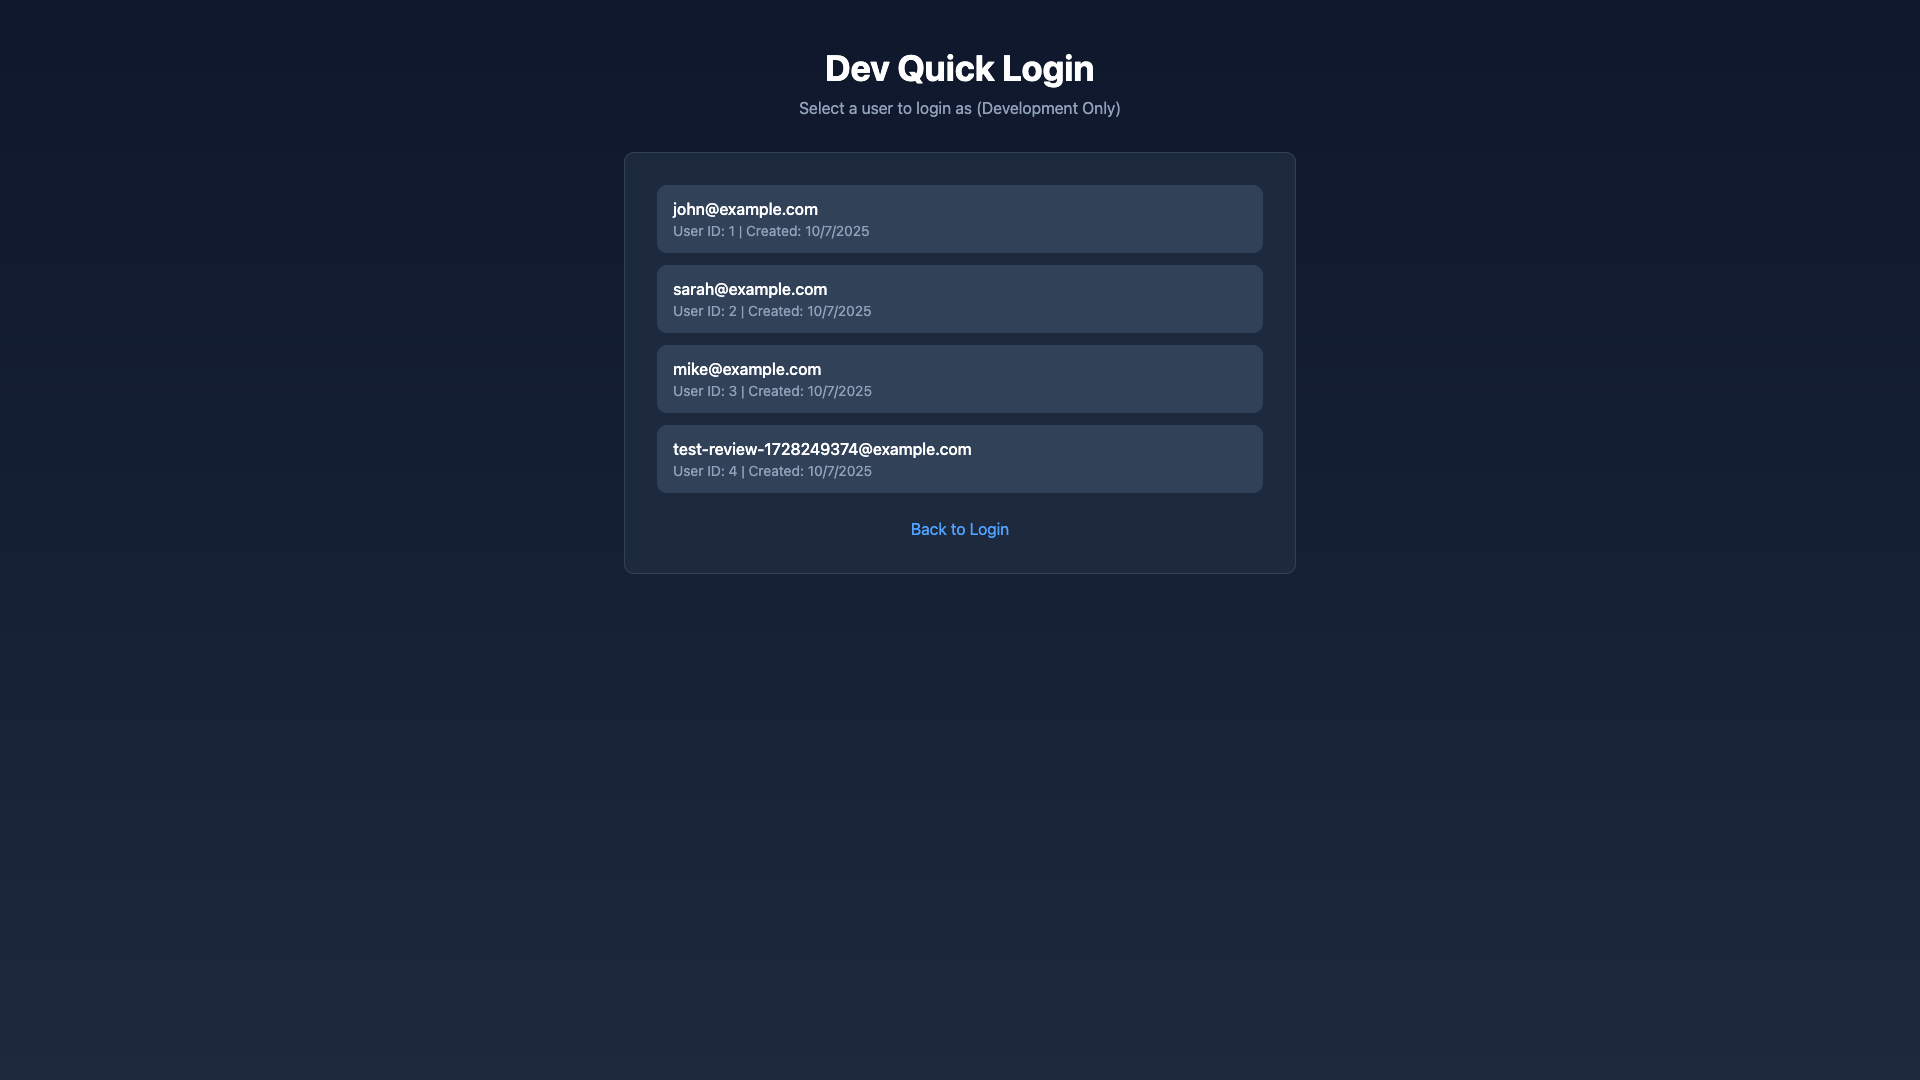 Dev Quick Login
Select a user to login as (Development Only)
john@example.com
User ID: 1 | Created: 10/7/2025
sarah@example.com
User ID: 2 | Created: 10/7/2025
mike@example.com
User ID: 3 | Created: 10/7/2025
test-review-1728249374@example.com
User ID: 4 | Created: 10/7/2025
Back to Login